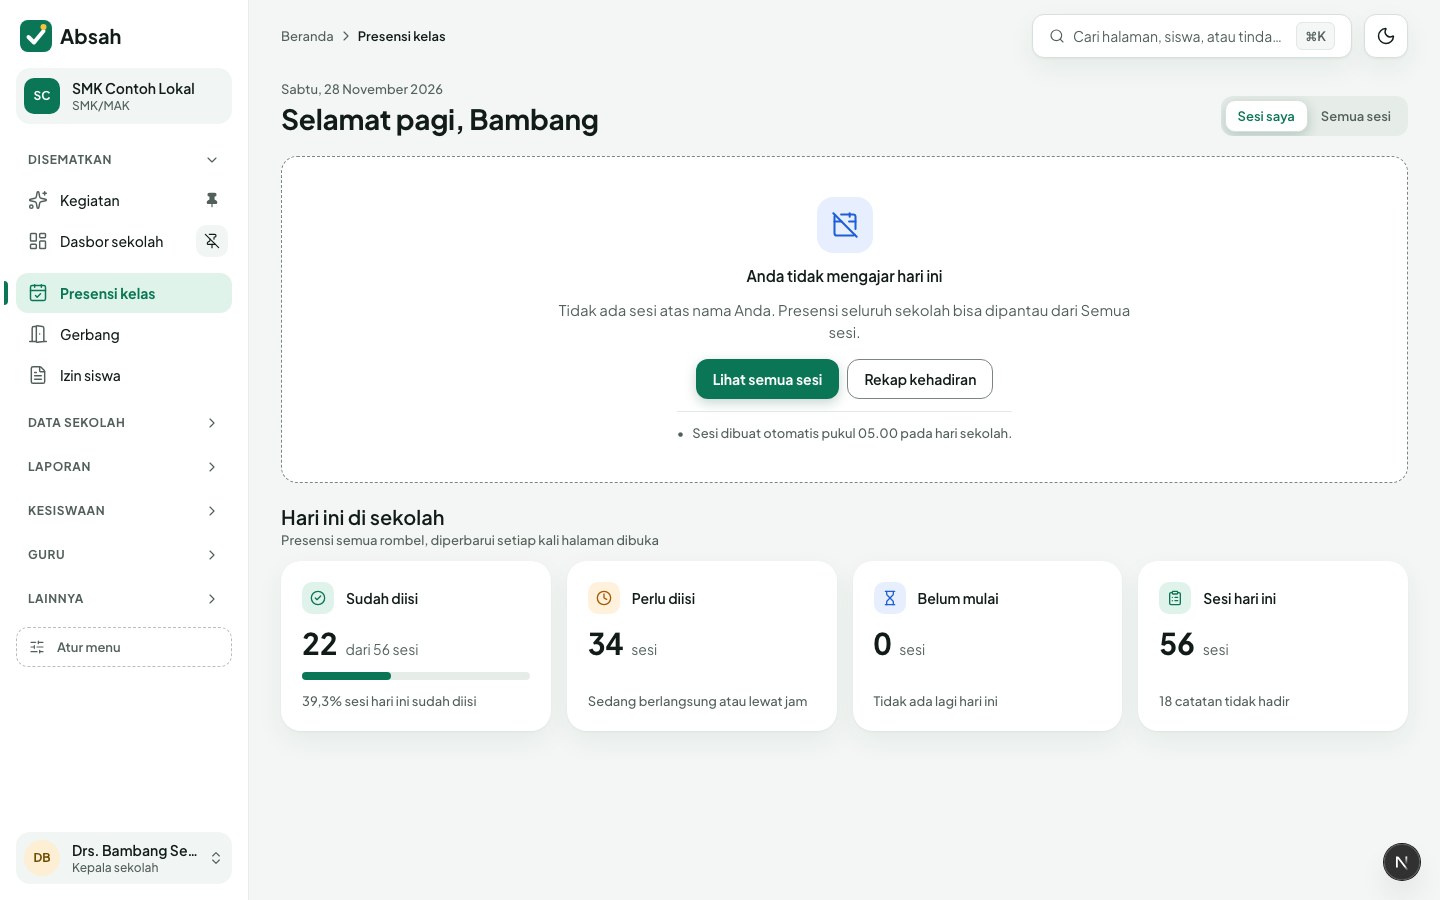 Absah
SC
SMK Contoh Lokal
SMK/MAK
DISEMATKAN
Kegiatan
Dasbor sekolah
Presensi kelas
Gerbang
Izin siswa
DATA SEKOLAH
LAPORAN
KESISWAAN
GURU
LAINNYA
Atur menu
DB
Drs. Bambang Se...
Kepala sekolah
Beranda > Presensi kelas
Cari halaman, siswa, atau tinda... ⌘K
Sabtu, 28 November 2026
Selamat pagi, Bambang
Sesi saya Semua sesi
Anda tidak mengajar hari ini
Tidak ada sesi atas nama Anda. Presensi seluruh sekolah bisa dipantau dari Semua
sesi.
Lihat semua sesi Rekap kehadiran
• Sesi dibuat otomatis pukul 05.00 pada hari sekolah.
Hari ini di sekolah
Presensi semua rombel, diperbarui setiap kali halaman dibuka
Sudah diisi
22 dari 56 sesi
39,3% sesi hari ini sudah diisi
Perlu diisi
34 sesi
Sedang berlangsung atau lewat jam
Belum mulai
0 sesi
Tidak ada lagi hari ini
Sesi hari ini
56 sesi
18 catatan tidak hadir
N